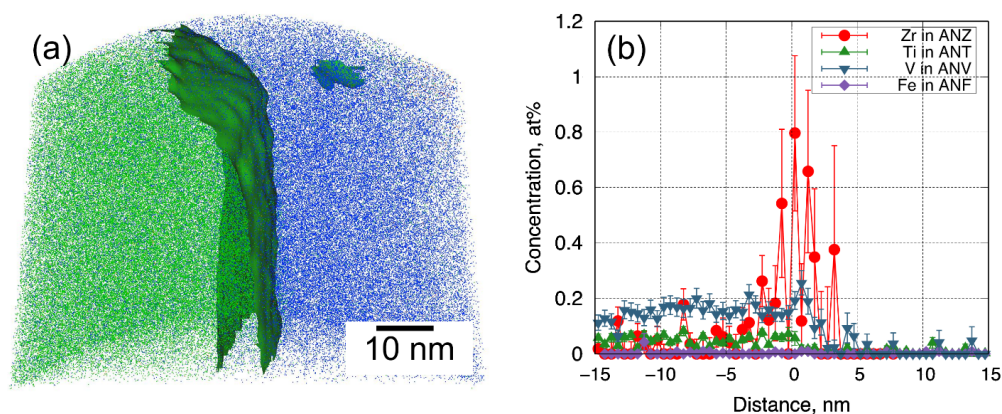 (a)
10 nm
(b)
Concentration, at%
1.2
1
0.8
0.6
0.4
0.2
0
Zr in ANZ
Ti in ANT
V in ANV
Fe in ANF
−15 −10 −5 0 5 10 15
Distance, nm